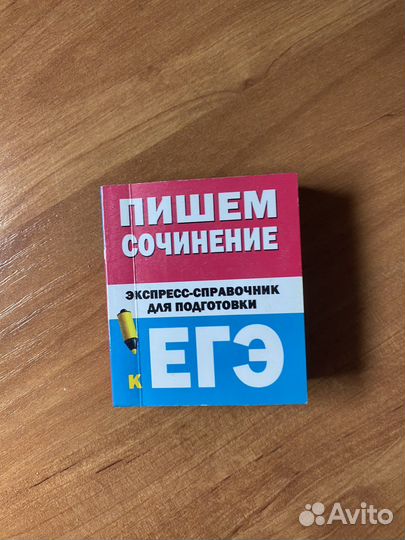 ПИШЕМ
СОЧИНЕНИЕ
ЭКСПРЕСС-СПРАВОЧНИК
ДЛЯ ПОДГОТОВКИ
К ЕГЭ
Avito